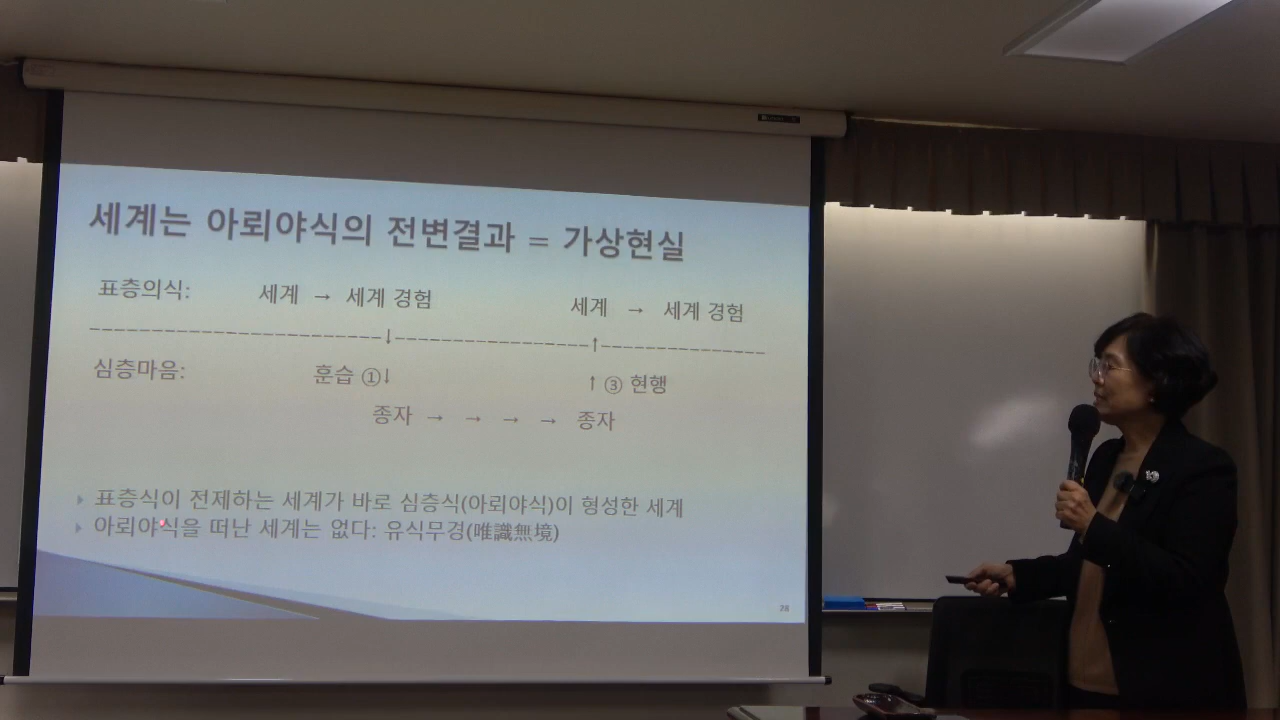 세계는 아뢰야식의 전변결과 = 가상현실
표층의식: 세계 → 세계 경험 세계 → 세계 경험
------------------------↓----------------↑---------------
심층마음: 훈습 ①↓ ↑ ③ 현행
종자 → → → → 종자
표층식이 전제하는 세계가 바로 심층식(아뢰야식)이 형성한 세계
아뢰야식을 떠난 세계는 없다: 유식무경(唯識無境)
28